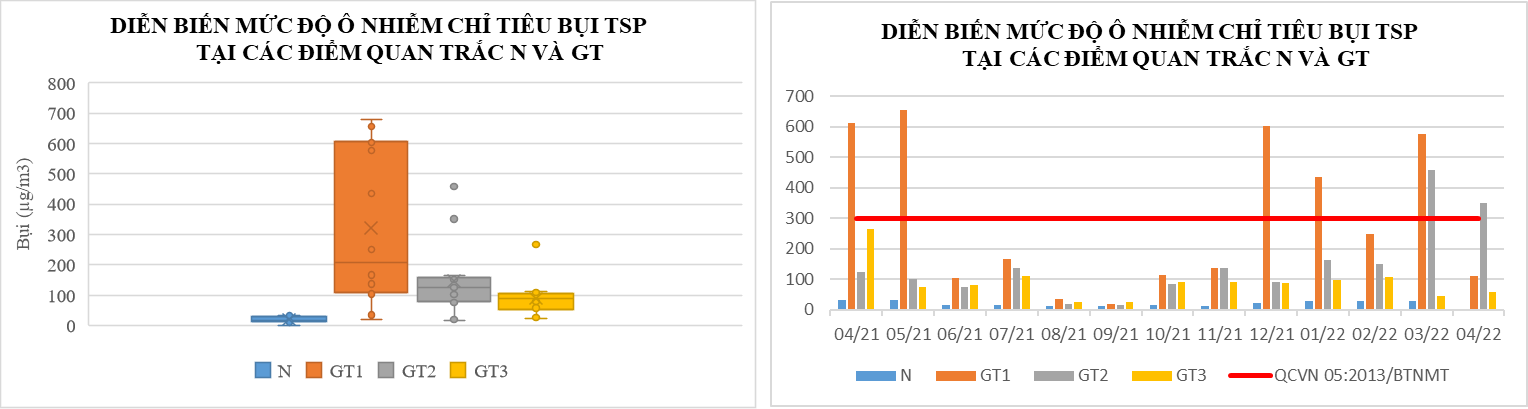 DIỄN BIẾN MỨC ĐỘ Ô NHIỄM CHỈ TIÊU BỤI TSP
TẠI CÁC ĐIỂM QUAN TRẮC N VÀ GT
800
700
600
500
400
300
200
100
0
Bụi (µg/m3)
N GT1 GT2 GT3
DIỄN BIẾN MỨC ĐỘ Ô NHIỄM CHỈ TIÊU BỤI TSP
TẠI CÁC ĐIỂM QUAN TRẮC N VÀ GT
700
600
500
400
300
200
100
0
04/21 05/21 06/21 07/21 08/21 09/21 10/21 11/21 12/21 01/22 02/22 03/22 04/22
N GT1 GT2 GT3 QCVN 05:2013/BTNMT